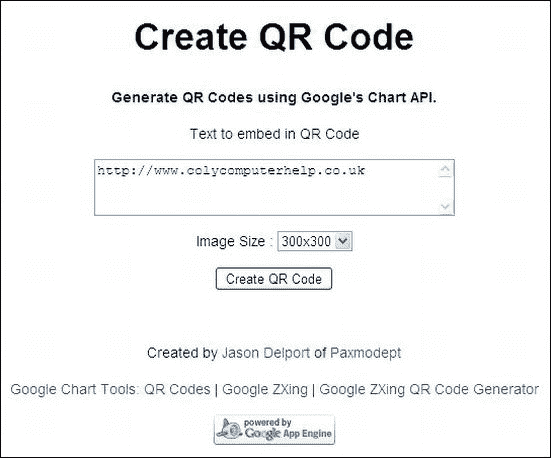 Create QR Code
Generate QR Codes using Google's Chart API.
Text to embed in QR Code
http://www.colycomputerhelp.co.uk
Image Size : 300x300
Create QR Code
Created by Jason Delport of Paxmodept
Google Chart Tools: QR Codes | Google ZXing | Google ZXing QR Code Generator
powered by
Google App Engine